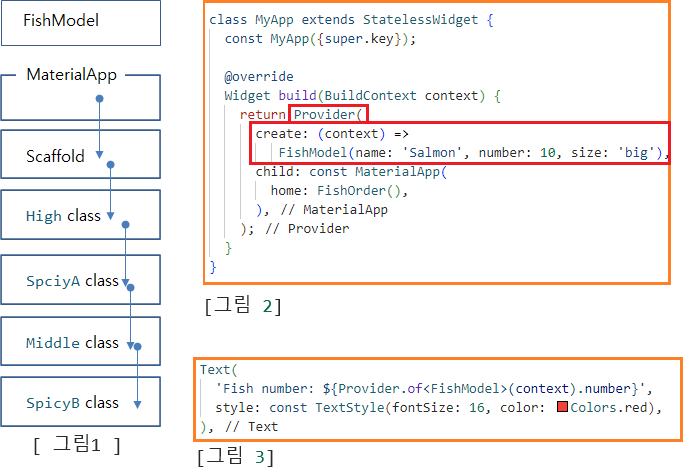 FishModel
MaterialApp
Scaffold
High class
SpciyA class
Middle class
SpicyB class
[ 그림1 ]
class MyApp extends StatelessWidget {
const MyApp({super.key});
@override
Widget build(BuildContext context) {
return Provider(
create: (context) =>
FishModel(name: 'Salmon', number: 10, size: 'big'),
child: const MaterialApp(
home: FishOrder(),
), // MaterialApp
); // Provider
}
}
[그림 2]
Text(
'Fish number: ${Provider.of<FishModel>(context).number}',
style: const TextStyle(fontSize: 16, color: Colors.red),
), // Text
[그림 3]